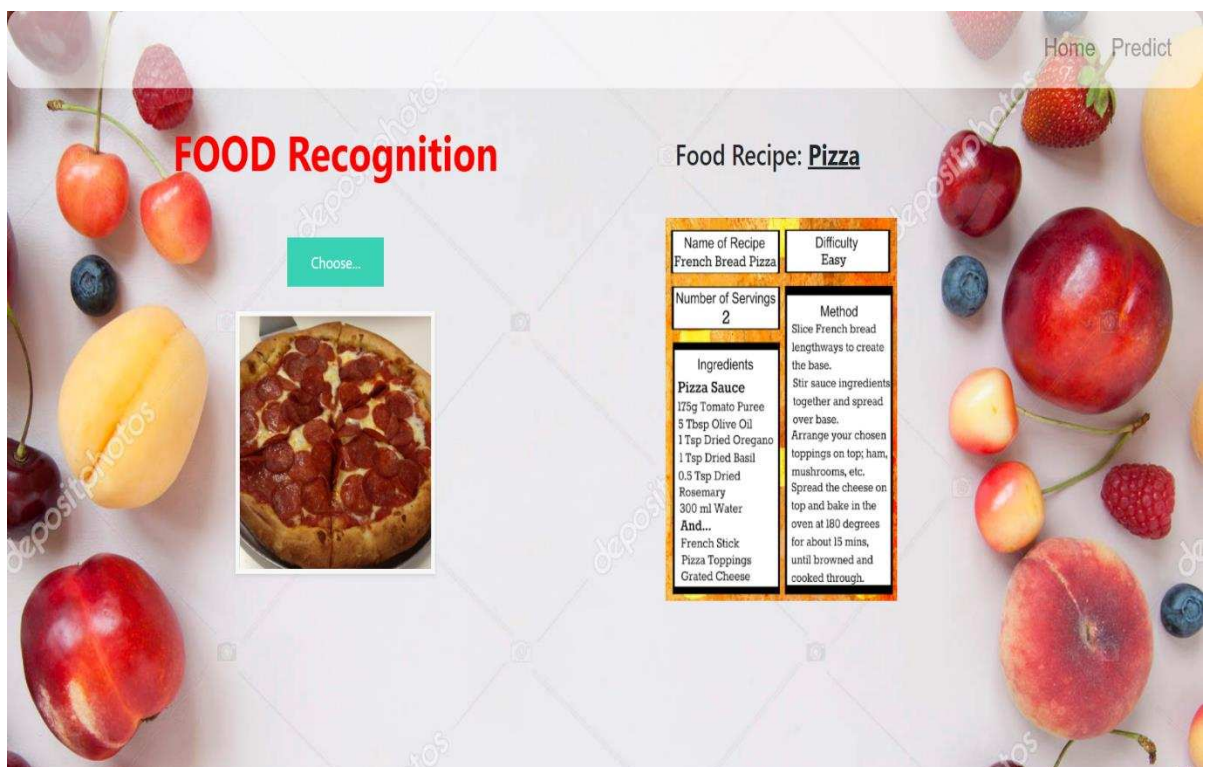 Home Predict
FOOD Recognition
Choose...
Food Recipe: Pizza
Name of Recipe
French Bread Pizza
Difficulty
Easy
Number of Servings
2
Ingredients
Pizza Sauce
175g Tomato Puree
5 Tbsp Olive Oil
1 Tsp Dried Oregano
1 Tsp Dried Basil
0.5 Tsp Dried
Rosemary
300 ml Water
And...
French Stick
Pizza Toppings
Grated Cheese
Method
Slice French bread
lengthways to create
the base.
Stir sauce ingredients
together and spread
over base.
Arrange your chosen
toppings on top; ham,
mushrooms, etc.
Spread the cheese on
top and bake in the
oven at 180 degrees
for about 15 mins,
until browned and
cooked through.
depositphotos
depositphotos
depositphotos
depositphotos